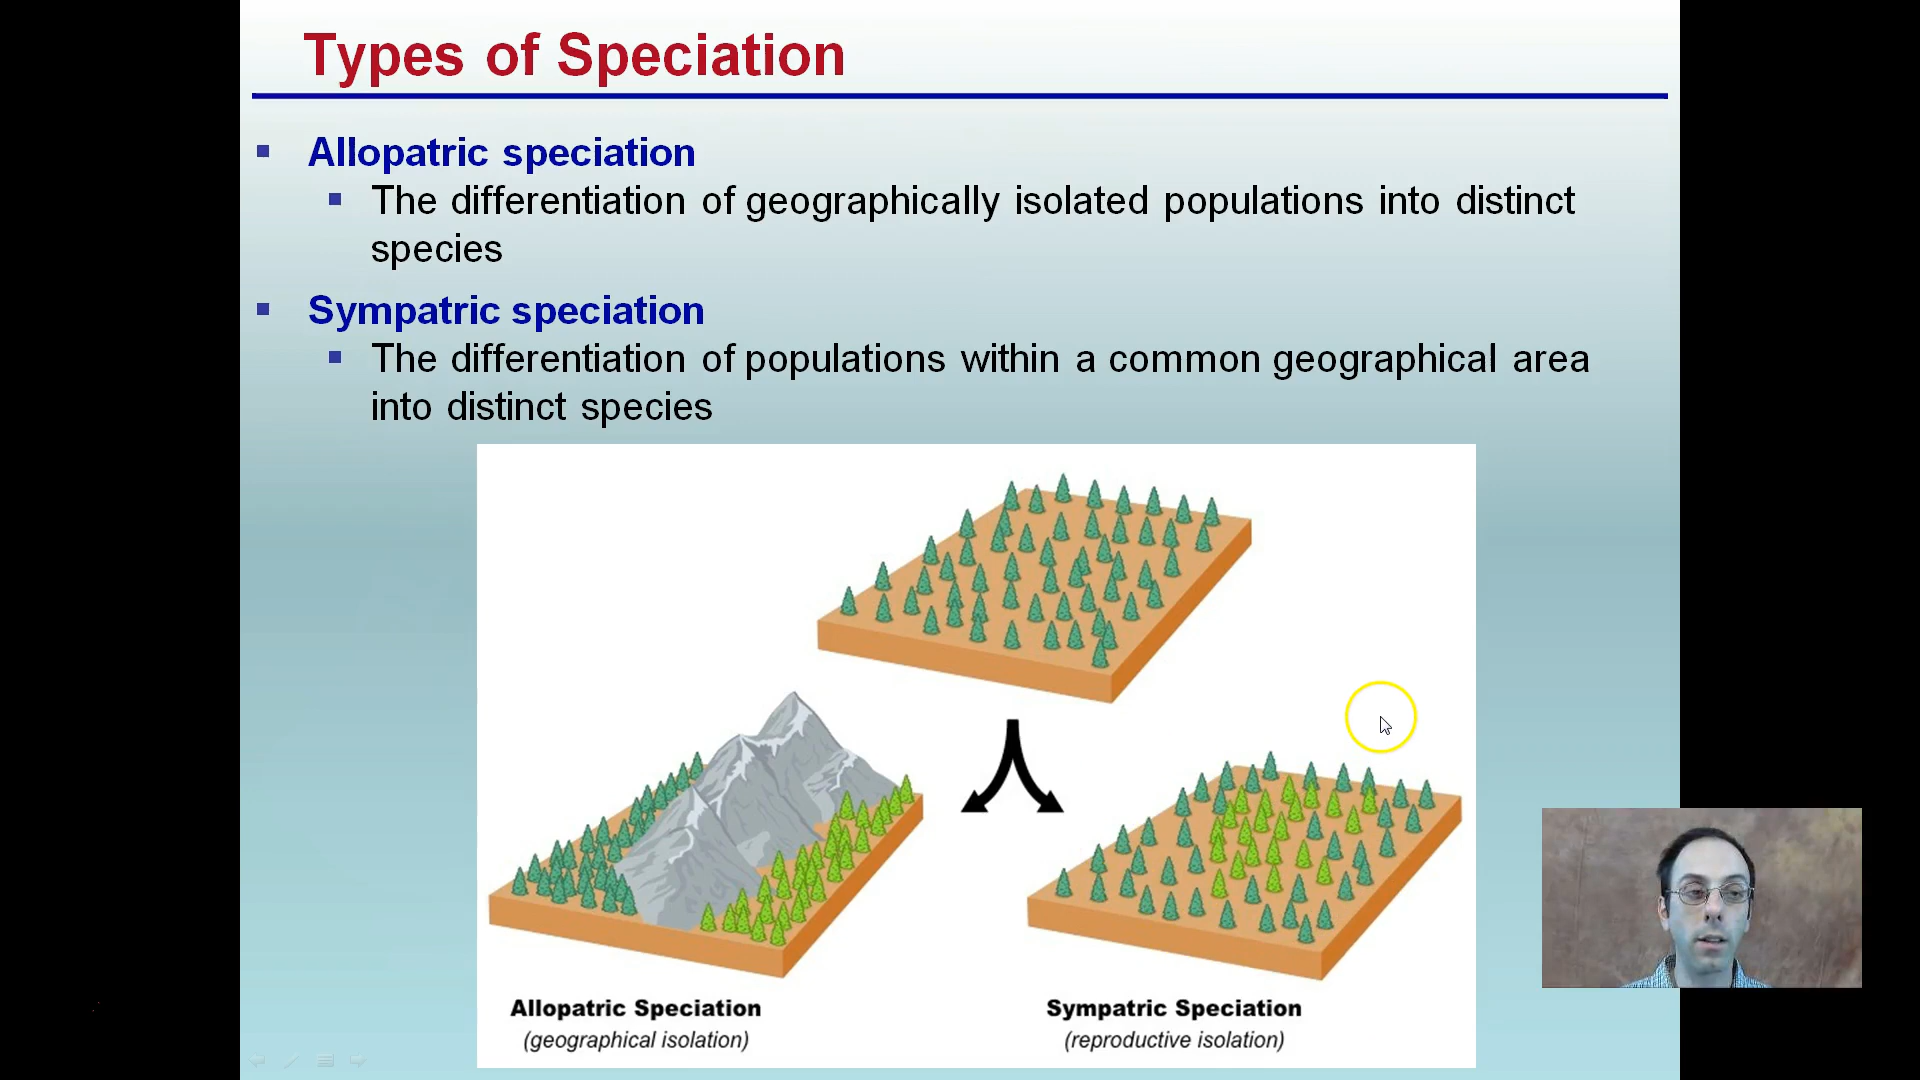 Types of Speciation
Allopatric speciation
The differentiation of geographically isolated populations into distinct
species
Sympatric speciation
The differentiation of populations within a common geographical area
into distinct species
Allopatric Speciation
(geographical isolation)
Sympatric Speciation
(reproductive isolation)